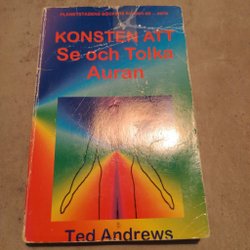 KONSTEN ATT
Se och Tolka
Auran
Ted Andrews